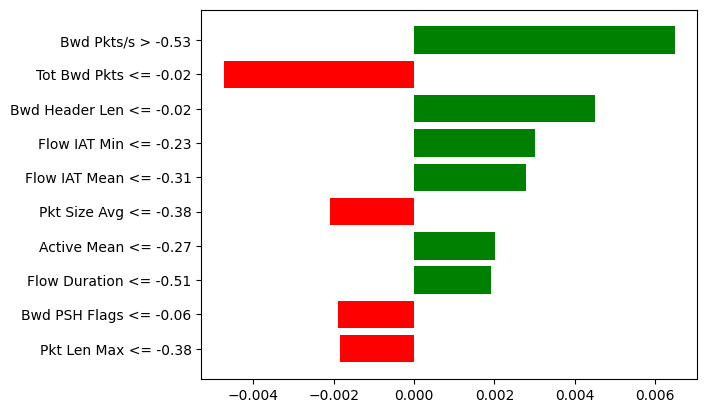 Bwd Pkts/s > -0.53
Tot Bwd Pkts <= -0.02
Bwd Header Len <= -0.02
Flow IAT Min <= -0.23
Flow IAT Mean <= -0.31
Pkt Size Avg <= -0.38
Active Mean <= -0.27
Flow Duration <= -0.51
Bwd PSH Flags <= -0.06
Pkt Len Max <= -0.38
−0.004 −0.002 0.000 0.002 0.004 0.006